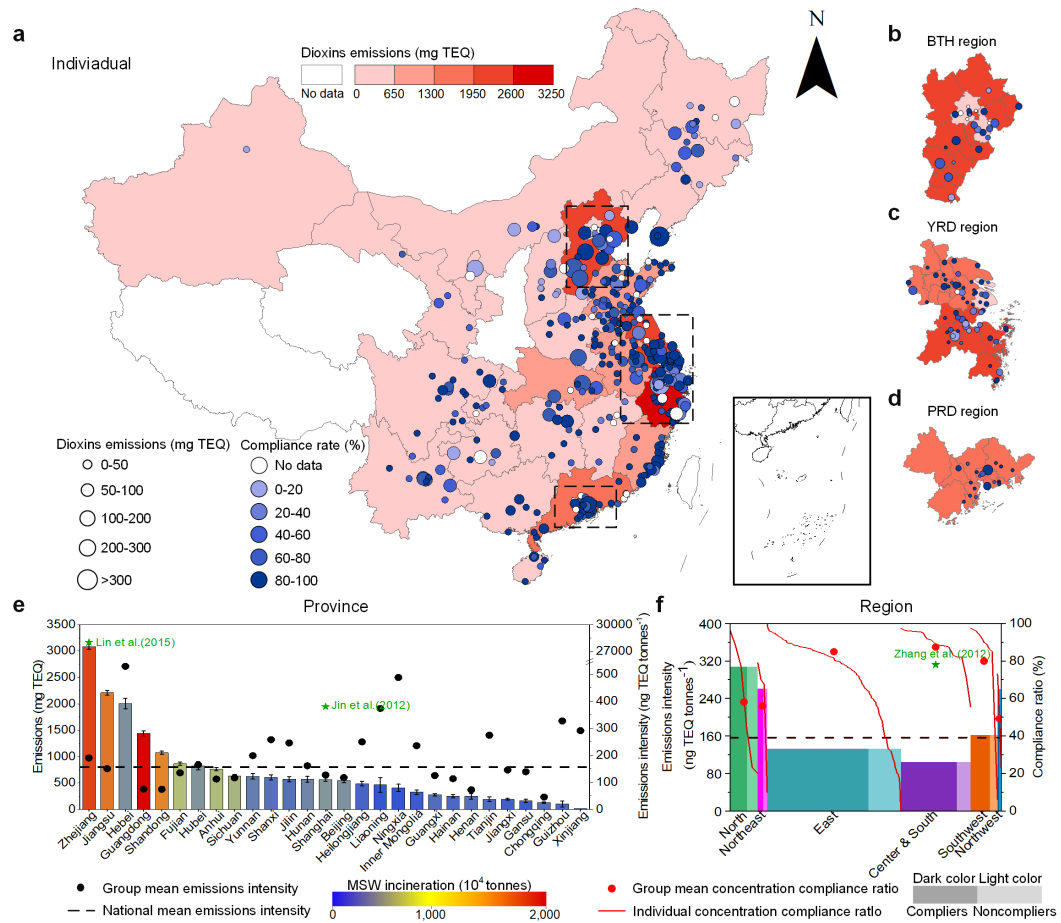 a
Indiviadual
Dioxins emissions (mg TEQ)
No data
0 650 1300 1950 2600 3250
N
Dioxins emissions (mg TEQ)
0-50
50-100
100-200
200-300
>300
Compliance rate (%)
No data
0-20
20-40
40-60
60-80
80-100
b
BTH region
c
YRD region
d
PRD region
e
Province
Emissions (mg TEQ)
3500
3000
2500
2000
1500
1000
500
0
Lin et al.(2015)
Jin et al.(2012)
30000
27000
400
300
200
100
0
Emissions intensity (ng TEQ tonnes⁻¹)
Zhejiang
Jiangsu
Hebei
Guangdong
Shandong
Fujian
Hubei
Anhui
Sichuan
Yunnan
Shanxi
Jilin
Hunan
Shanghai
Beijing
Heilongjiang
Liaoning
Ningxia
Inner Mongolia
Guangxi
Hainan
Henan
Tianjin
Jiangxi
Gansu
Chongqing
Guizhou
Xinjiang
Group mean emissions intensity
National mean emissions intensity
MSW incineration (10⁴ tonnes)
0 1,000 2,000
f
Region
Emissions intensity
(ng TEQ tonnes⁻¹)
400
320
240
160
80
0
Zhang et al.(2012)
100
80
60
40
20
0
Compliance ratio (%)
North
Northeast
East
Center & South
Southwest
Northwest
Group mean concentration compliance ratio
Individual concentration compliance ratio
Dark color Light color
Compliers Noncompliers